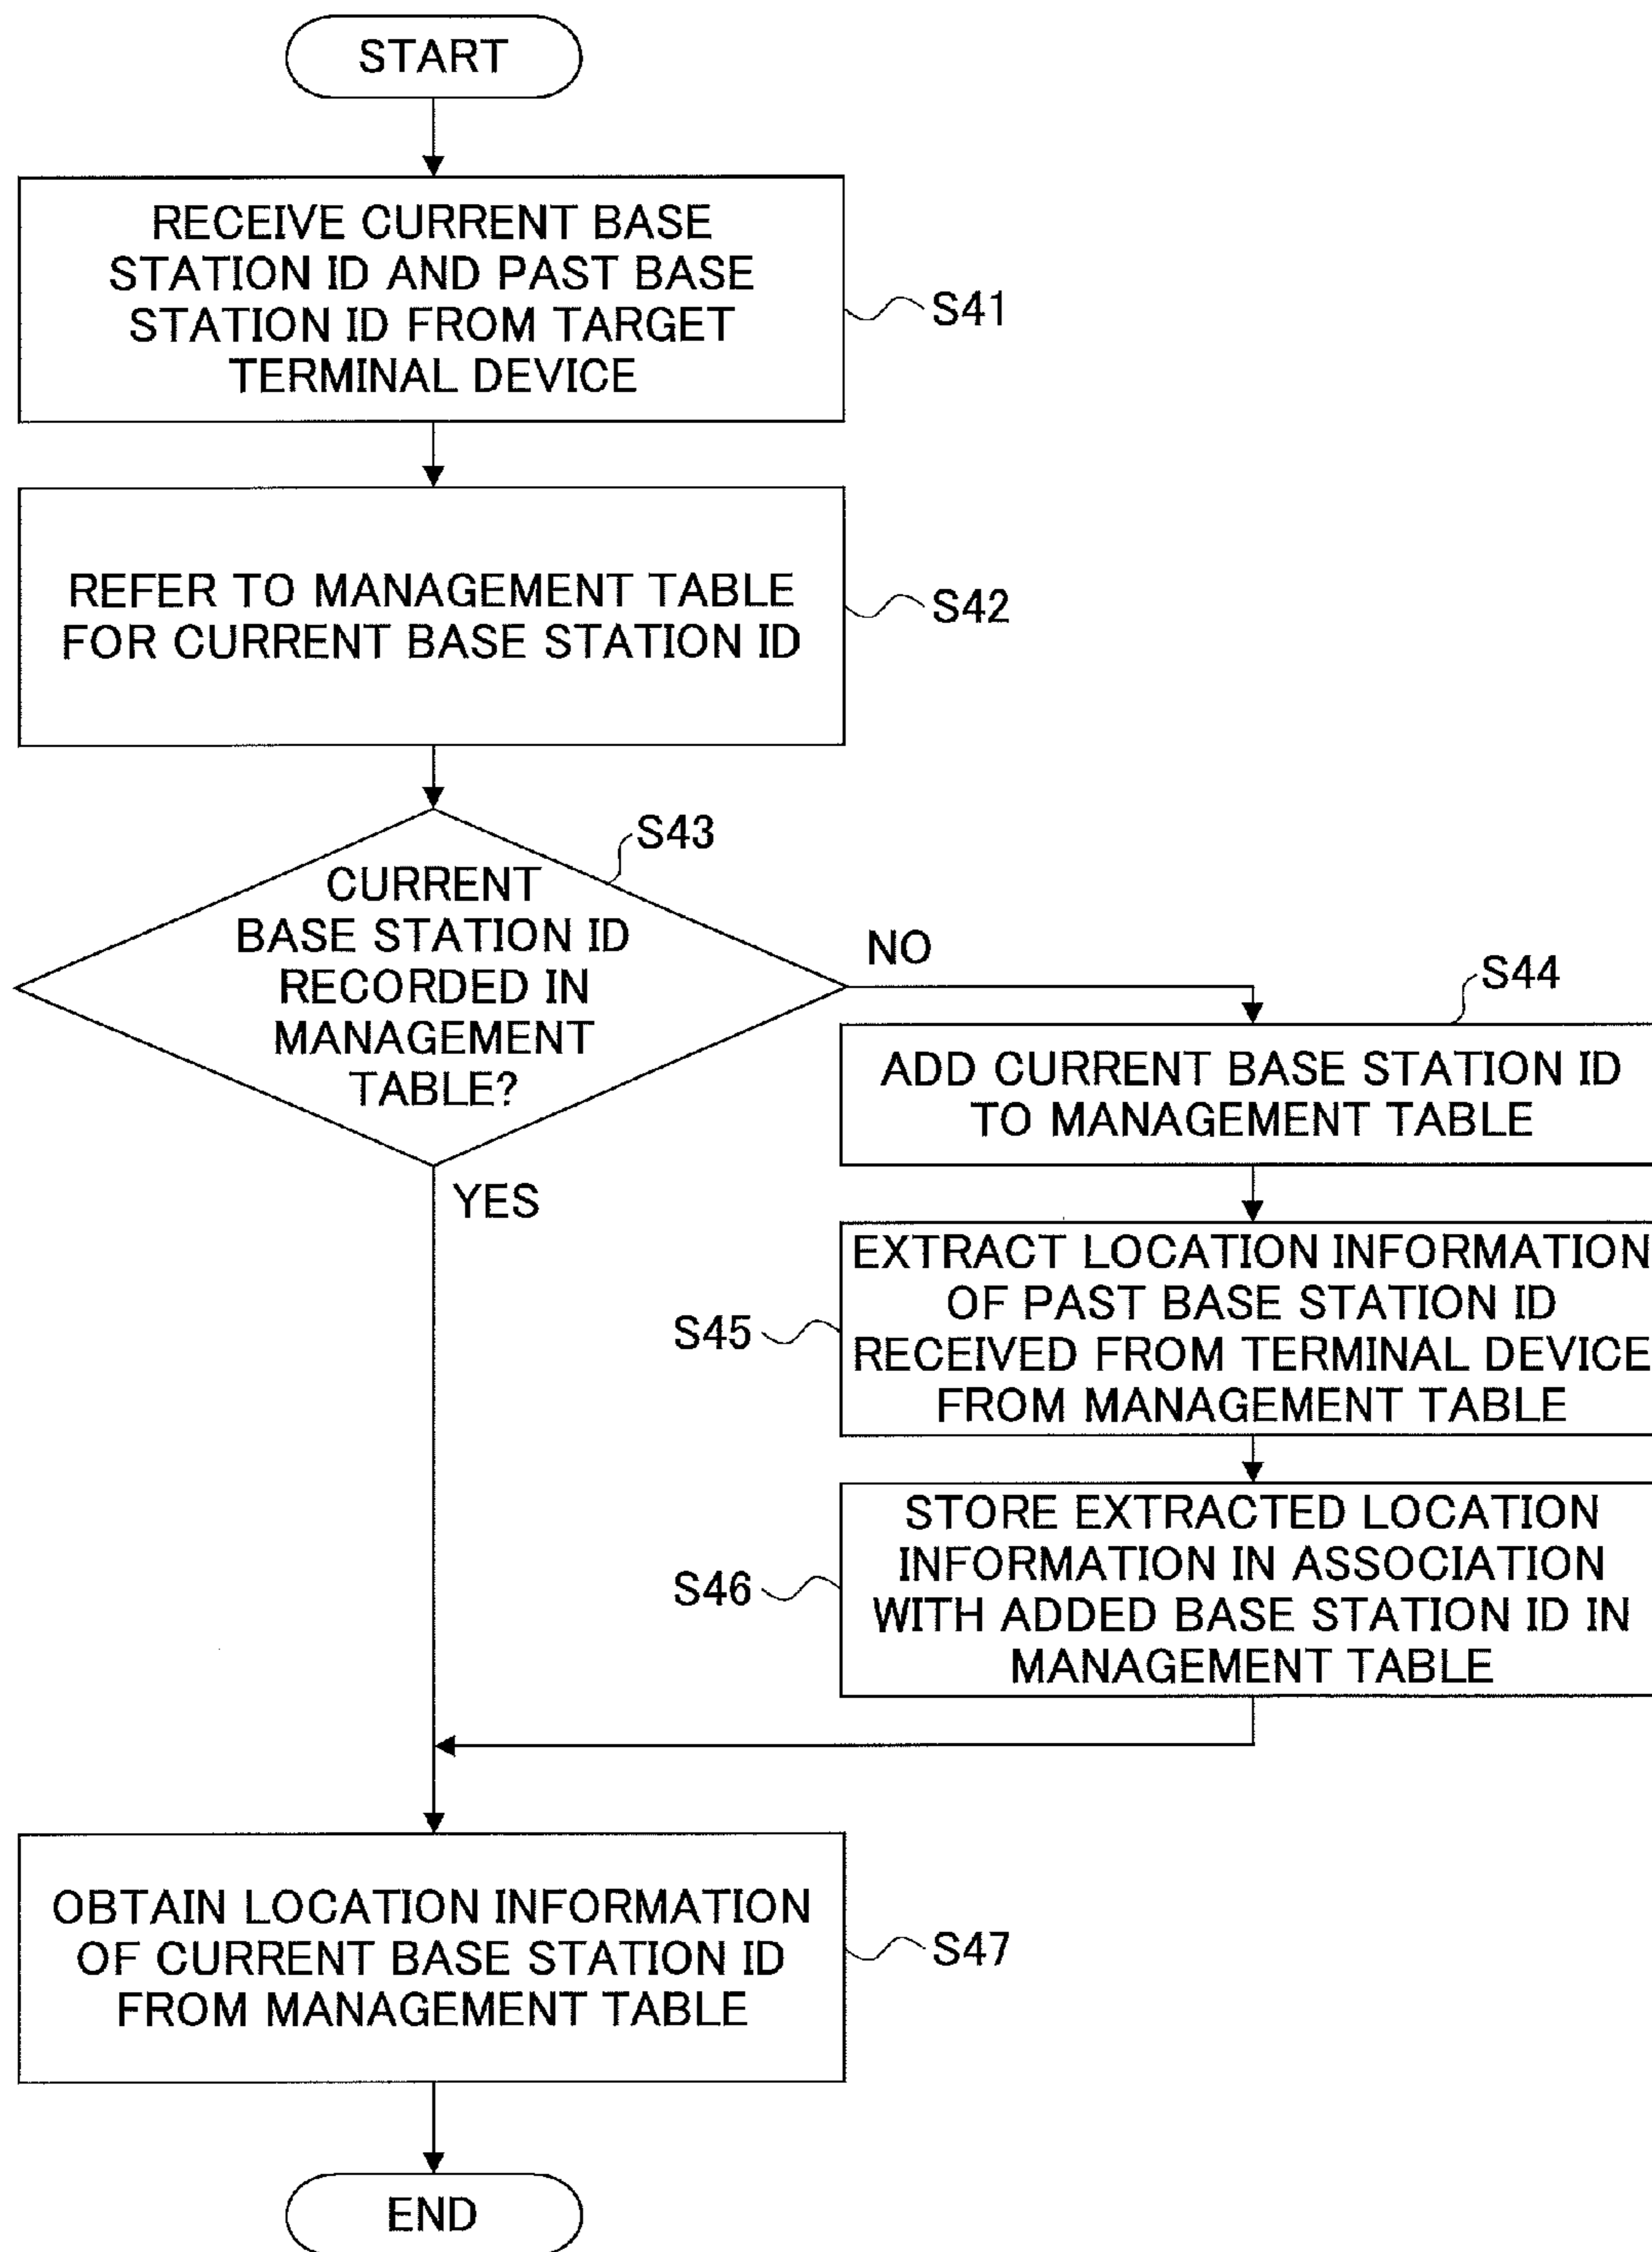 START
RECEIVE CURRENT BASE
STATION ID AND PAST BASE
STATION ID FROM TARGET
TERMINAL DEVICE
S41
REFER TO MANAGEMENT TABLE
FOR CURRENT BASE STATION ID
S42
S43
CURRENT
BASE STATION ID
RECORDED IN
MANAGEMENT
TABLE?
NO
YES
S44
ADD CURRENT BASE STATION ID
TO MANAGEMENT TABLE
EXTRACT LOCATION INFORMATION
OF PAST BASE STATION ID
RECEIVED FROM TERMINAL DEVICE
FROM MANAGEMENT TABLE
S45
STORE EXTRACTED LOCATION
INFORMATION IN ASSOCIATION
WITH ADDED BASE STATION ID IN
MANAGEMENT TABLE
S46
OBTAIN LOCATION INFORMATION
OF CURRENT BASE STATION ID
FROM MANAGEMENT TABLE
S47
END